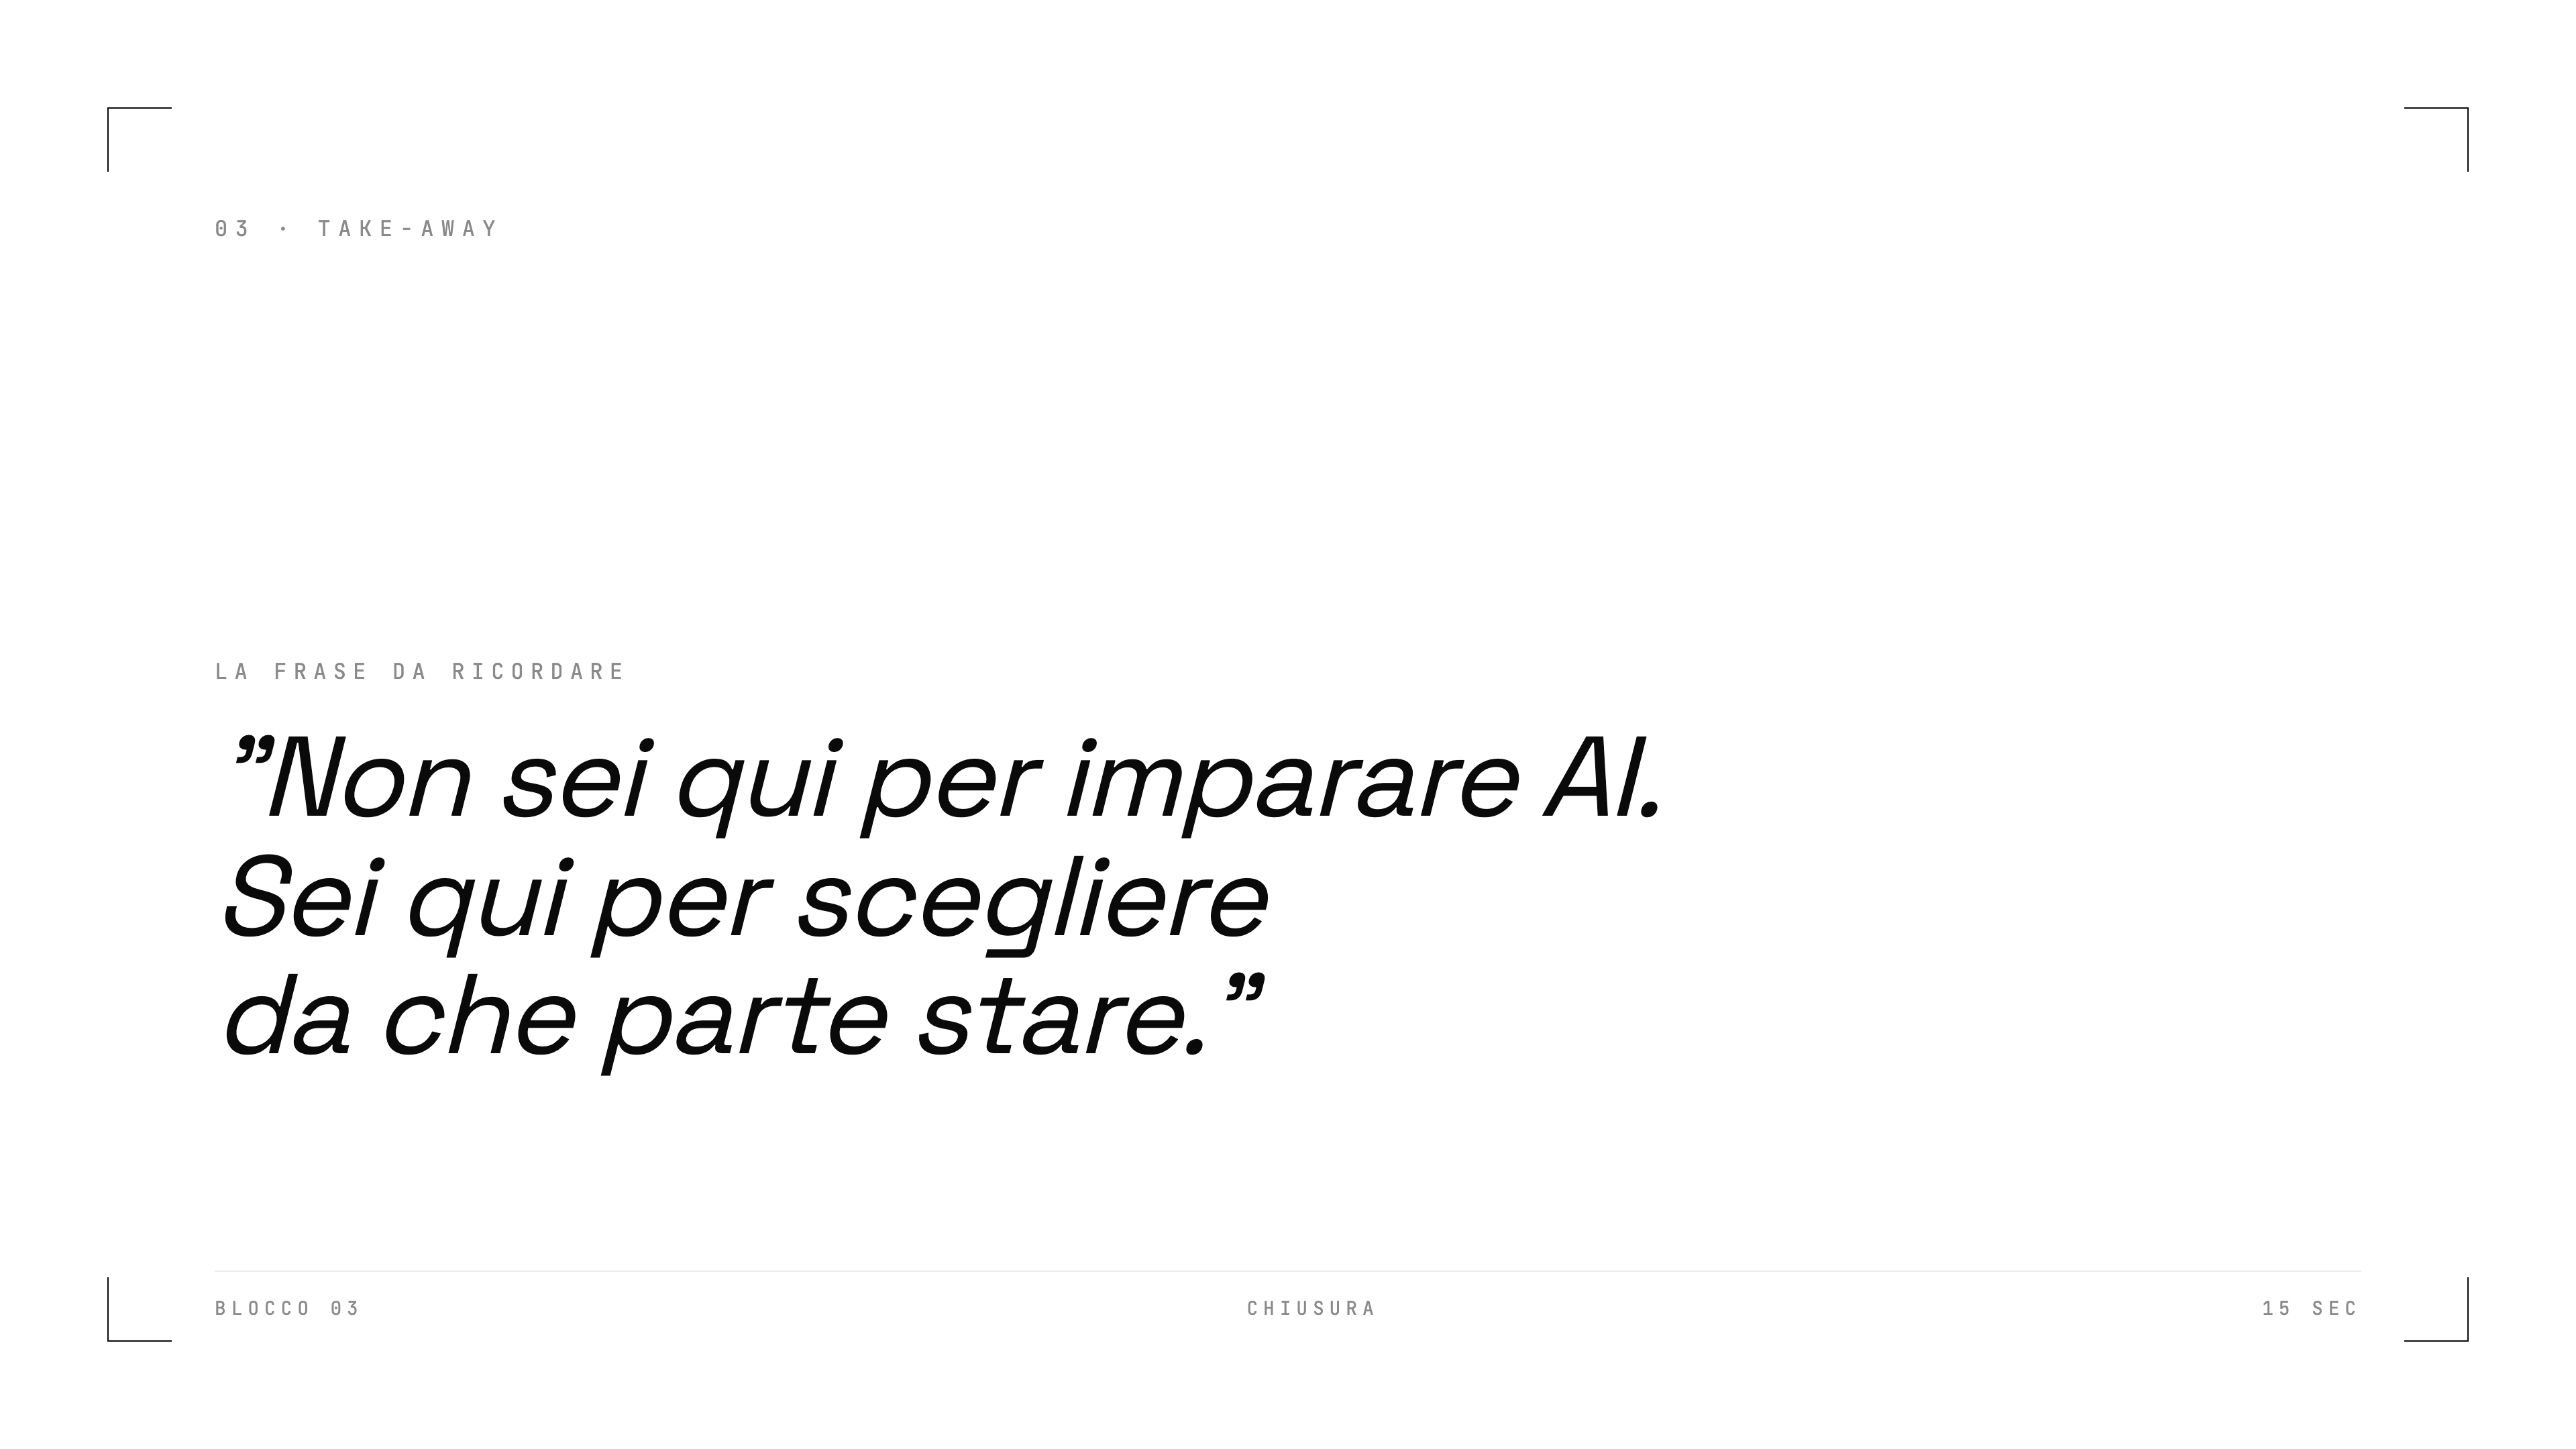 03 · TAKE-AWAY
LA FRASE DA RICORDARE
”Non sei qui per imparare AI.
Sei qui per scegliere
da che parte stare.”
BLOCCO 03
CHIUSURA
15 SEC